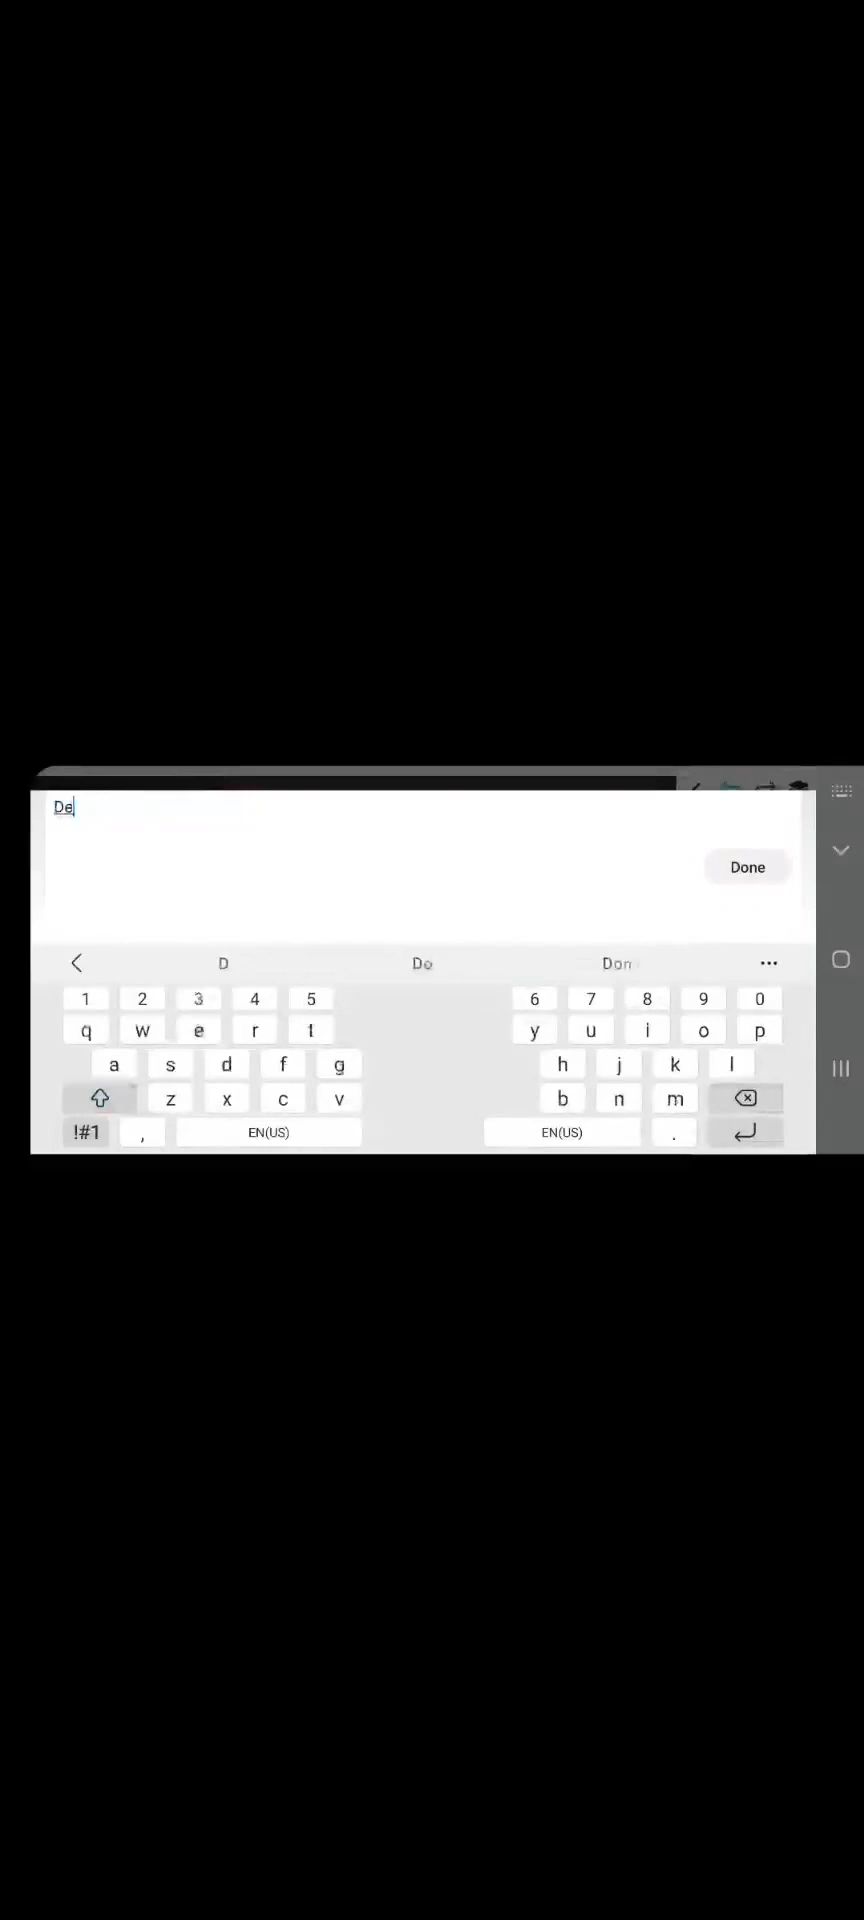 De
Done
D Do Don
1 2 3 4 5 6 7 8 9 0
q w e r t y u i o p
a s d f g h j k l
z x c v b n m
!#1 , EN(US) EN(US) .